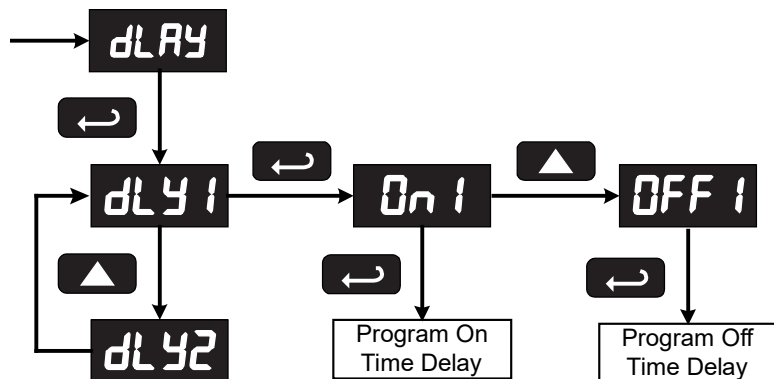 dLAY
dLY1
On 1
OFF 1
dLY2
Program On
Time Delay
Program Off
Time Delay